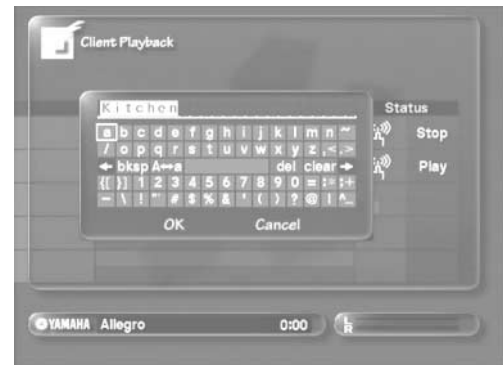 Client Playback
Kitchen
Status
a b c d e f g h i j k l m n ~
Stop
/ o p q r s t u v w x y z ,< .>
← bksp A↔a del clear →
Play
{[ }] 1 2 3 4 5 6 7 8 9 0 = :; :+
- \ ! "' # $ % & ' ( ) ? @ | ^_
OK Cancel
YAMAHA Allegro 0:00 L
R